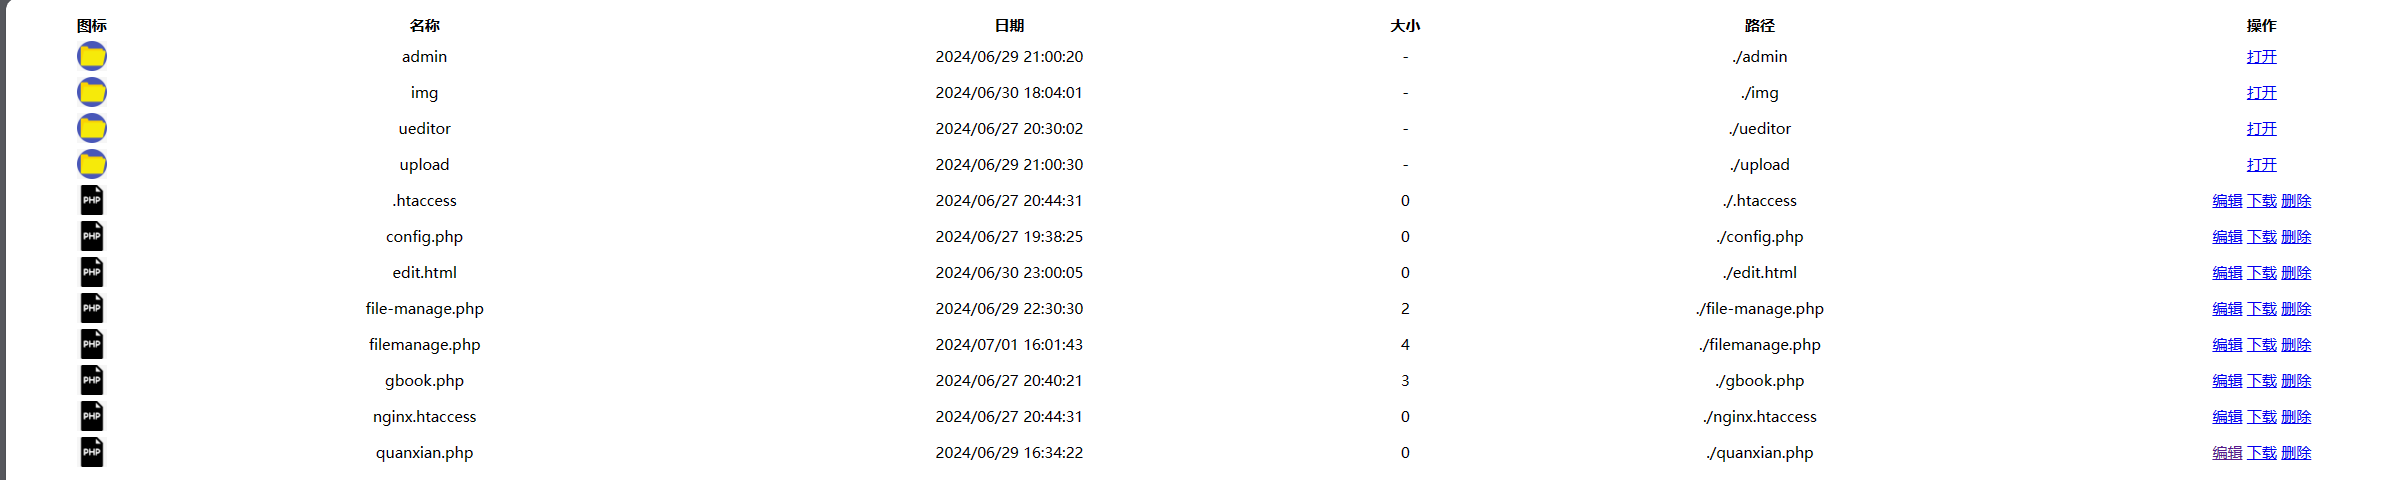 图标 名称 日期 大小 路径 操作
admin 2024/06/29 21:00:20 - ./admin 打开
img 2024/06/30 18:04:01 - ./img 打开
ueditor 2024/06/27 20:30:02 - ./ueditor 打开
upload 2024/06/29 21:00:30 - ./upload 打开
PHP .htaccess 2024/06/27 20:44:31 0 ./.htaccess 编辑 下载 删除
PHP config.php 2024/06/27 19:38:25 0 ./config.php 编辑 下载 删除
PHP edit.html 2024/06/30 23:00:05 0 ./edit.html 编辑 下载 删除
PHP file-manage.php 2024/06/29 22:30:30 2 ./file-manage.php 编辑 下载 删除
PHP filemanage.php 2024/07/01 16:01:43 4 ./filemanage.php 编辑 下载 删除
PHP gbook.php 2024/06/27 20:40:21 3 ./gbook.php 编辑 下载 删除
PHP nginx.htaccess 2024/06/27 20:44:31 0 ./nginx.htaccess 编辑 下载 删除
PHP quanxian.php 2024/06/29 16:34:22 0 ./quanxian.php 编辑 下载 删除